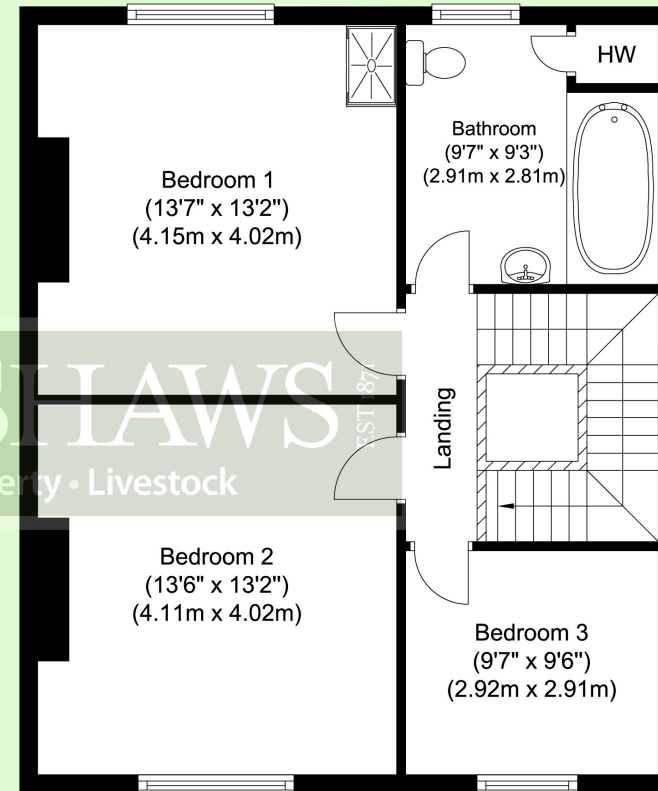 HW
Bathroom
(9'7" x 9'3")
(2.91m x 2.81m)
Bedroom 1
(13'7" x 13'2")
(4.15m x 4.02m)
SHAWS
EST 1871
erty • Livestock
Landing
Bedroom 2
(13'6" x 13'2")
(4.11m x 4.02m)
Bedroom 3
(9'7" x 9'6")
(2.92m x 2.91m)